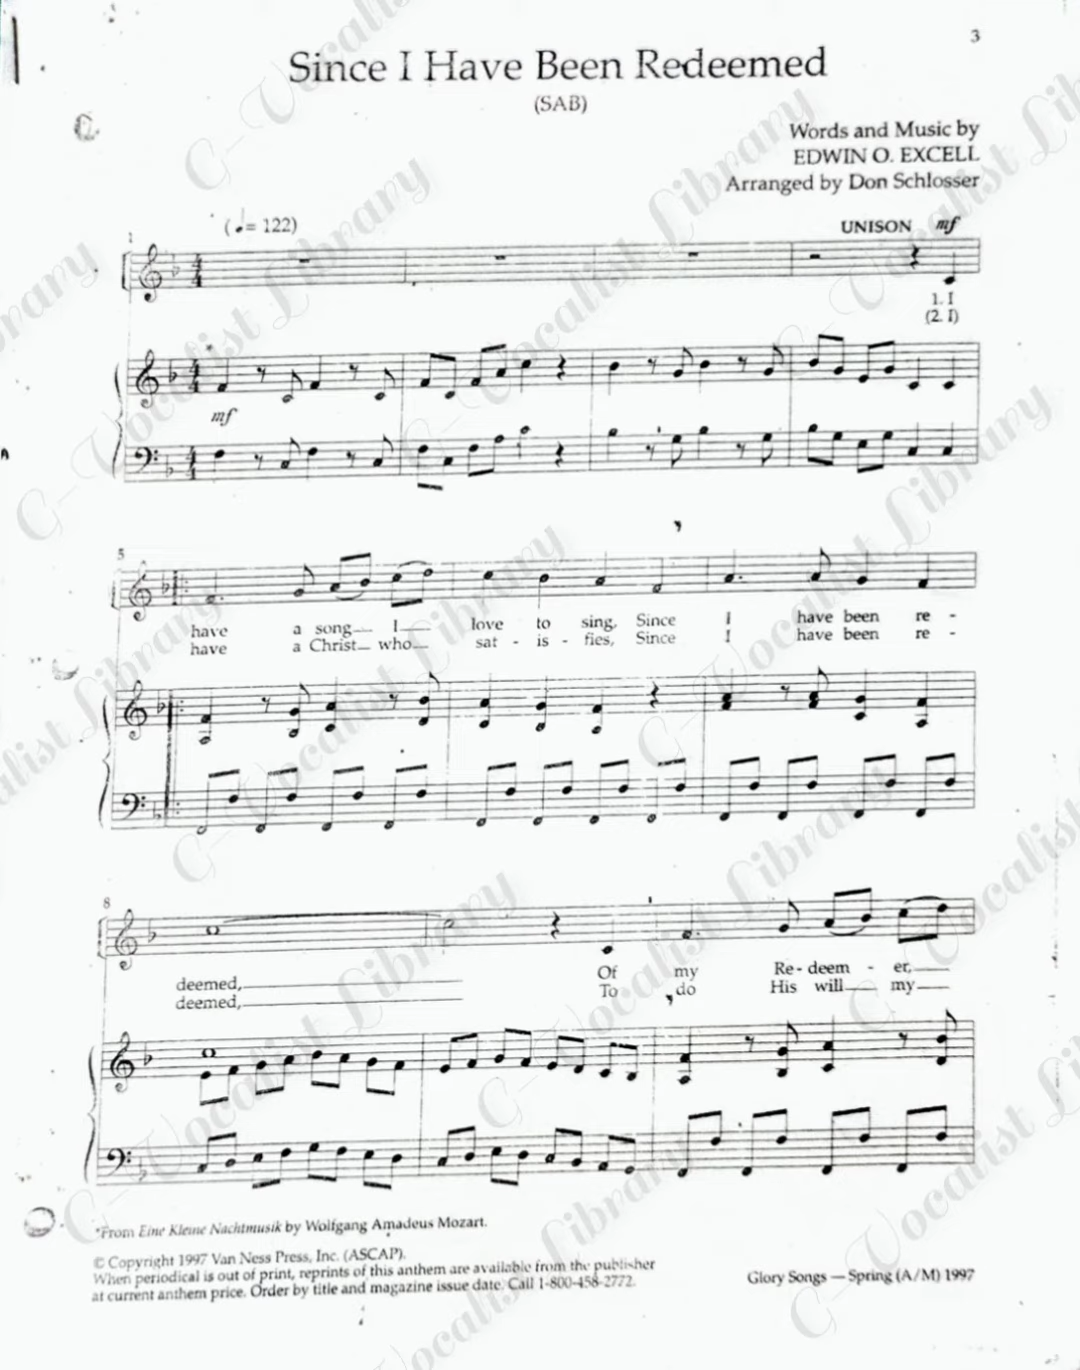 3
Since I Have Been Redeemed
(SAB)
Words and Music by
EDWIN O. EXCELL
Arranged by Don Schlosser
(♩= 122)
UNISON mf
1
1. I
(2. I)
mf
5
have a song— I— love to sing, Since I have been re -
have a Christ— who— sat - is - fies, Since I have been re -
8
deemed,— Of my Re - deem - er,—
deemed,— To do His will— my—
*From Eine Kleine Nachtmusik by Wolfgang Amadeus Mozart.
© Copyright 1997 Van Ness Press, Inc. (ASCAP).
When periodical is out of print, reprints of this anthem are available from the publisher
at current anthem price. Order by title and magazine issue date. Call 1-800-458-2772.
Glory Songs — Spring (A/M) 1997
C-Vocalist Library